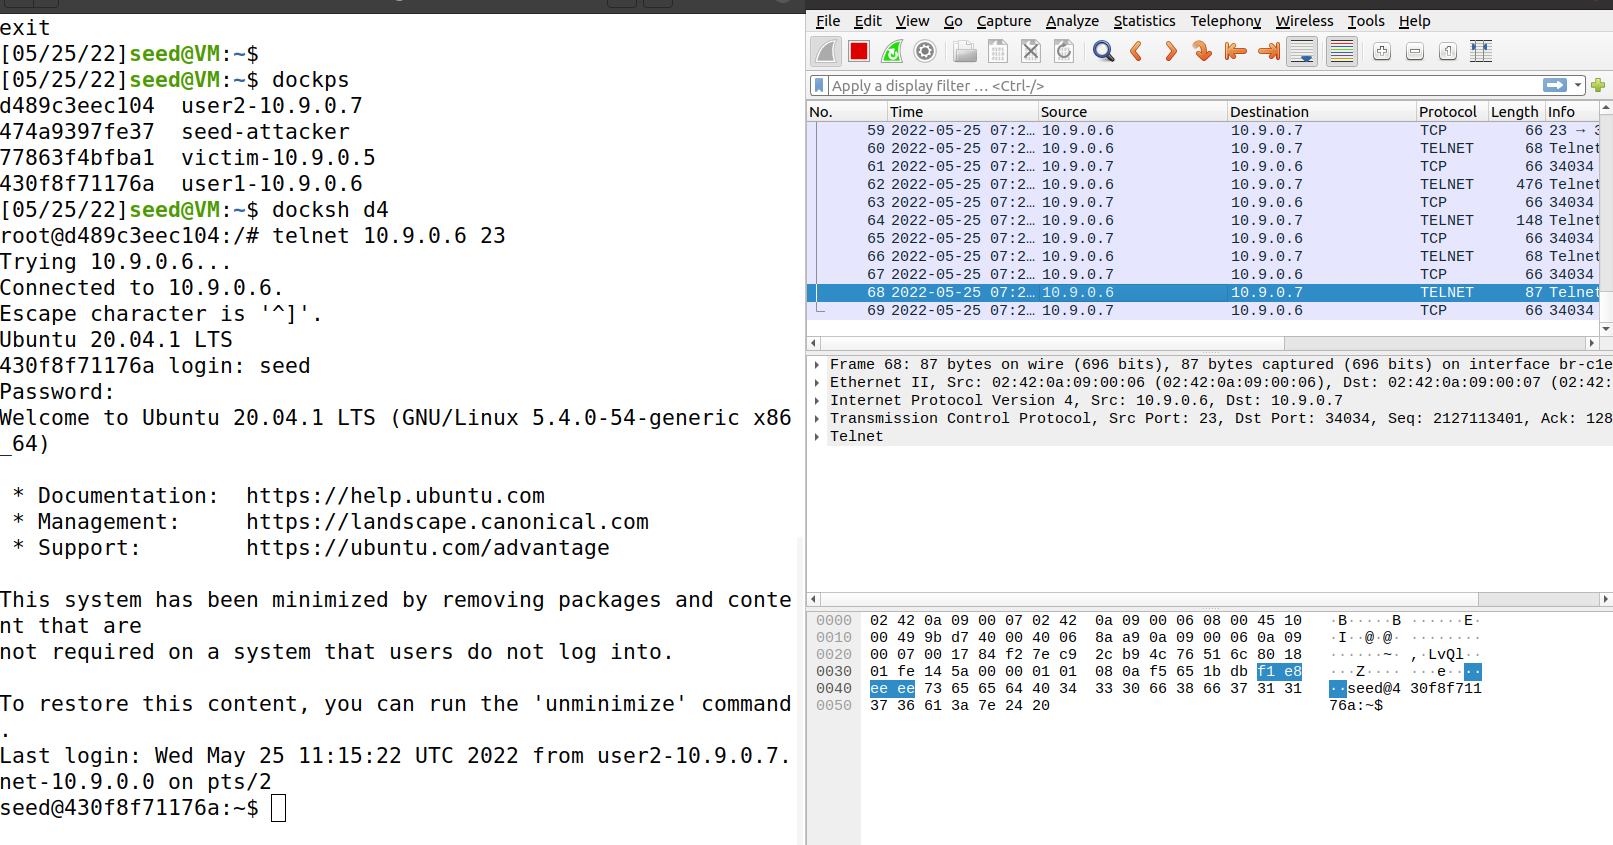 exit
[05/25/22]seed@VM:~$
[05/25/22]seed@VM:~$ dockps
d489c3eec104  user2-10.9.0.7
474a9397fe37  seed-attacker
77863f4bfba1  victim-10.9.0.5
430f8f71176a  user1-10.9.0.6
[05/25/22]seed@VM:~$ docksh d4
root@d489c3eec104:/# telnet 10.9.0.6 23
Trying 10.9.0.6...
Connected to 10.9.0.6.
Escape character is '^]'.
Ubuntu 20.04.1 LTS
430f8f71176a login: seed
Password:
Welcome to Ubuntu 20.04.1 LTS (GNU/Linux 5.4.0-54-generic x86
_64)
 * Documentation:  https://help.ubuntu.com
 * Management:     https://landscape.canonical.com
 * Support:        https://ubuntu.com/advantage
This system has been minimized by removing packages and conte
nt that are
not required on a system that users do not log into.
To restore this content, you can run the 'unminimize' command
.
Last login: Wed May 25 11:15:22 UTC 2022 from user2-10.9.0.7.
net-10.9.0.0 on pts/2
seed@430f8f71176a:~$
File Edit View Go Capture Analyze Statistics Telephony Wireless Tools Help
Apply a display filter … <Ctrl-/>
No. Time Source Destination Protocol Length Info
59 2022-05-25 07:2… 10.9.0.6 10.9.0.7 TCP 66 23 → 3
60 2022-05-25 07:2… 10.9.0.6 10.9.0.7 TELNET 68 Telnet
61 2022-05-25 07:2… 10.9.0.7 10.9.0.6 TCP 66 34034
62 2022-05-25 07:2… 10.9.0.6 10.9.0.7 TELNET 476 Telnet
63 2022-05-25 07:2… 10.9.0.7 10.9.0.6 TCP 66 34034
64 2022-05-25 07:2… 10.9.0.6 10.9.0.7 TELNET 148 Telnet
65 2022-05-25 07:2… 10.9.0.7 10.9.0.6 TCP 66 34034
66 2022-05-25 07:2… 10.9.0.6 10.9.0.7 TELNET 68 Telnet
67 2022-05-25 07:2… 10.9.0.7 10.9.0.6 TCP 66 34034
68 2022-05-25 07:2… 10.9.0.6 10.9.0.7 TELNET 87 Telnet
69 2022-05-25 07:2… 10.9.0.7 10.9.0.6 TCP 66 34034
Frame 68: 87 bytes on wire (696 bits), 87 bytes captured (696 bits) on interface br-c1e
Ethernet II, Src: 02:42:0a:09:00:06 (02:42:0a:09:00:06), Dst: 02:42:0a:09:00:07 (02:42:
Internet Protocol Version 4, Src: 10.9.0.6, Dst: 10.9.0.7
Transmission Control Protocol, Src Port: 23, Dst Port: 34034, Seq: 2127113401, Ack: 128
Telnet
0000 02 42 0a 09 00 07 02 42 0a 09 00 06 08 00 45 10 ·B·····B ······E·
0010 00 49 9b d7 40 00 40 06 8a a9 0a 09 00 06 0a 09 ·I··@·@· ········
0020 00 07 00 17 84 f2 7e c9 2c b9 4c 76 51 6c 80 18 ······~· ,·LvQl··
0030 01 fe 14 5a 00 00 01 01 08 0a f5 65 1b db f1 e8 ···Z···· ···e····
0040 ee ee 73 65 65 64 40 34 33 30 66 38 66 37 31 31 ··seed@4 30f8f711
0050 37 36 61 3a 7e 24 20 76a:~$